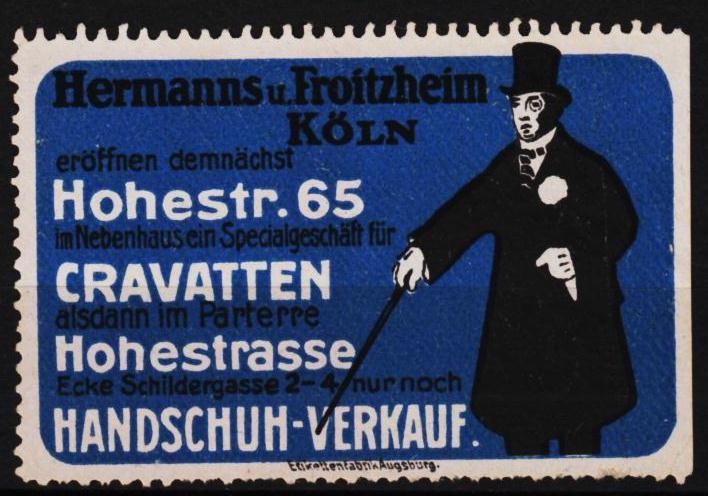 Hermanns u. Froitzheim
KÖLN
eröffnen demnächst
Hohestr. 65
im Nebenhaus ein Specialgeschäft für
CRAVATTEN
alsdann im Parterre
Hohestrasse
Ecke Schildergasse 2-4, nur noch
HANDSCHUH-VERKAUF.
Etikettenfabrik Augsburg.